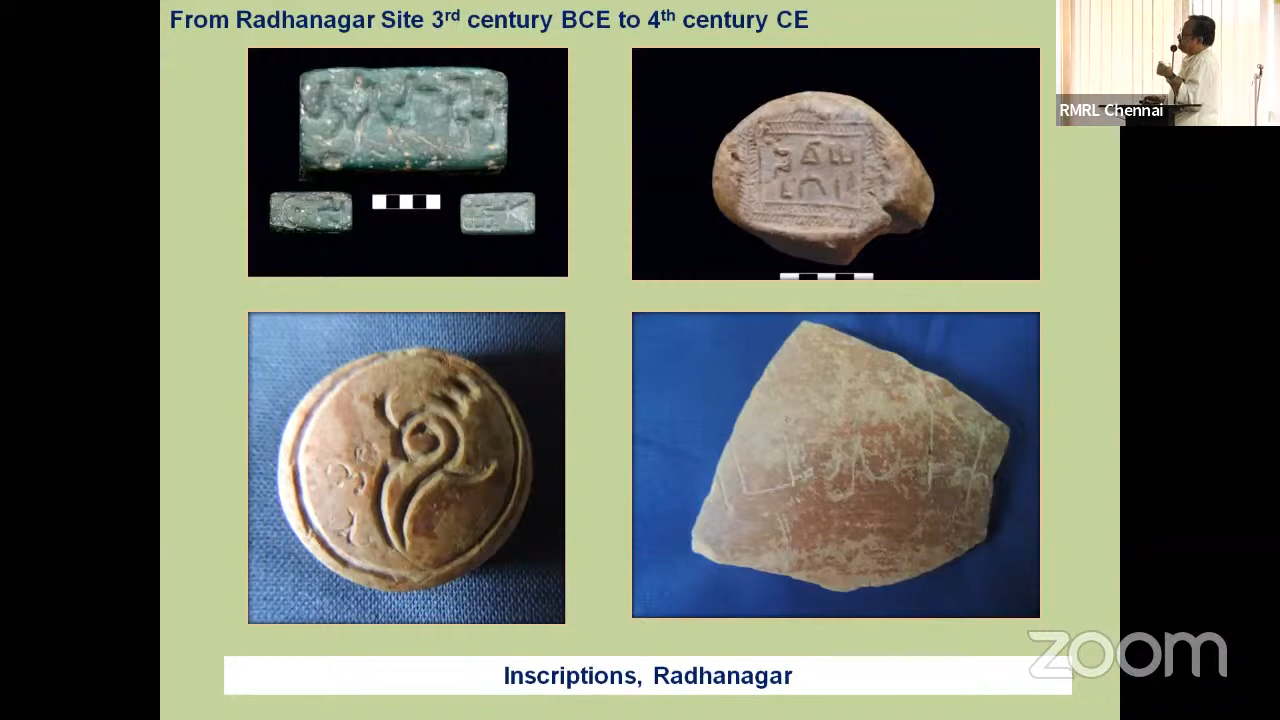 From Radhanagar Site 3rd century BCE to 4th century CE
RMRL Chennai
Inscriptions, Radhanagar
zoom